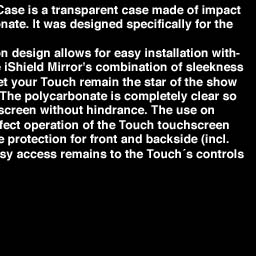 Case is a transparent case made of impact
onate. It was designed specifically for the
on design allows for easy installation with-
e iShield Mirror's combination of sleekness
et your Touch remain the star of the show
The polycarbonate is completely clear so
screen without hindrance. The use on
fect operation of the Touch touchscreen
e protection for front and backside (incl.
sy access remains to the Touch´s controls